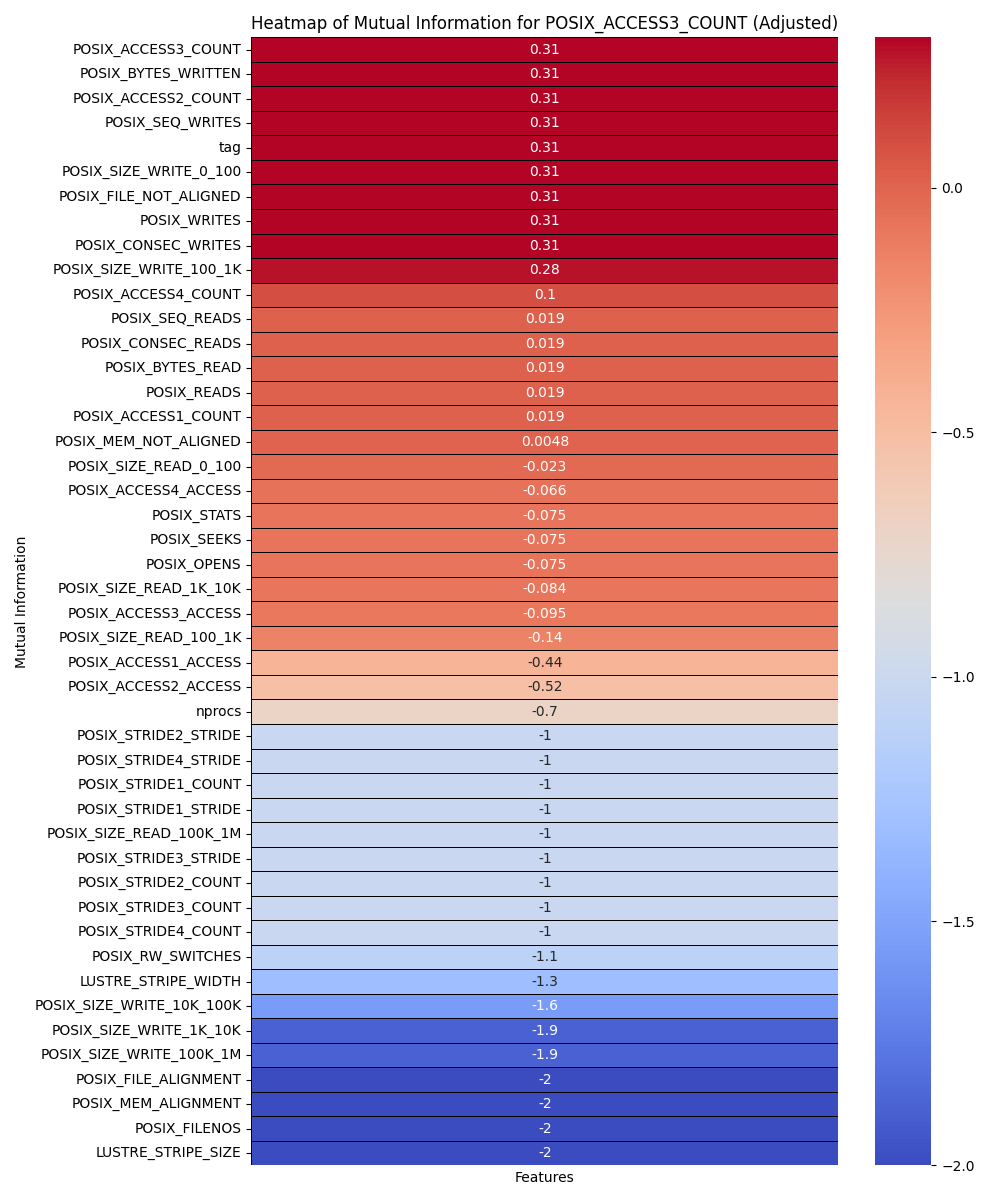 Heatmap of Mutual Information for POSIX_ACCESS3_COUNT (Adjusted)
POSIX_ACCESS3_COUNT 0.31
POSIX_BYTES_WRITTEN 0.31
POSIX_ACCESS2_COUNT 0.31
POSIX_SEQ_WRITES 0.31
tag 0.31
POSIX_SIZE_WRITE_0_100 0.31
POSIX_FILE_NOT_ALIGNED 0.31
POSIX_WRITES 0.31
POSIX_CONSEC_WRITES 0.31
POSIX_SIZE_WRITE_100_1K 0.28
POSIX_ACCESS4_COUNT 0.1
POSIX_SEQ_READS 0.019
POSIX_CONSEC_READS 0.019
POSIX_BYTES_READ 0.019
POSIX_READS 0.019
POSIX_ACCESS1_COUNT 0.019
POSIX_MEM_NOT_ALIGNED 0.0048
POSIX_SIZE_READ_0_100 -0.023
POSIX_ACCESS4_ACCESS -0.066
POSIX_STATS -0.075
POSIX_SEEKS -0.075
POSIX_OPENS -0.075
POSIX_SIZE_READ_1K_10K -0.084
POSIX_ACCESS3_ACCESS -0.095
POSIX_SIZE_READ_100_1K -0.14
POSIX_ACCESS1_ACCESS -0.44
POSIX_ACCESS2_ACCESS -0.52
nprocs -0.7
POSIX_STRIDE2_STRIDE -1
POSIX_STRIDE4_STRIDE -1
POSIX_STRIDE1_COUNT -1
POSIX_STRIDE1_STRIDE -1
POSIX_SIZE_READ_100K_1M -1
POSIX_STRIDE3_STRIDE -1
POSIX_STRIDE2_COUNT -1
POSIX_STRIDE3_COUNT -1
POSIX_STRIDE4_COUNT -1
POSIX_RW_SWITCHES -1.1
LUSTRE_STRIPE_WIDTH -1.3
POSIX_SIZE_WRITE_10K_100K -1.6
POSIX_SIZE_WRITE_1K_10K -1.9
POSIX_SIZE_WRITE_100K_1M -1.9
POSIX_FILE_ALIGNMENT -2
POSIX_MEM_ALIGNMENT -2
POSIX_FILENOS -2
LUSTRE_STRIPE_SIZE -2
Mutual Information
Features
0.0
−0.5
−1.0
−1.5
−2.0